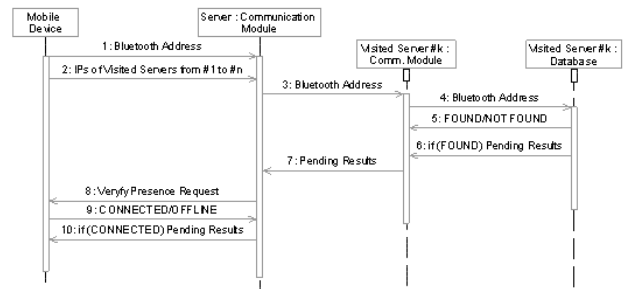 Mobile
Device
Server : Communication
Module
Visited Server#k :
Comm. Module
Visited Server#k :
Database
1: Bluetooth Address
2: IPs of Visited Servers from #1 to #n
3: Bluetooth Address
4: Bluetooth Address
5: FOUND/NOT FOUND
6: if (FOUND) Pending Results
7: Pending Results
8: Veryfy Presence Request
9: CONNECTED/OFFLINE
10: if (CONNECTED) Pending Results